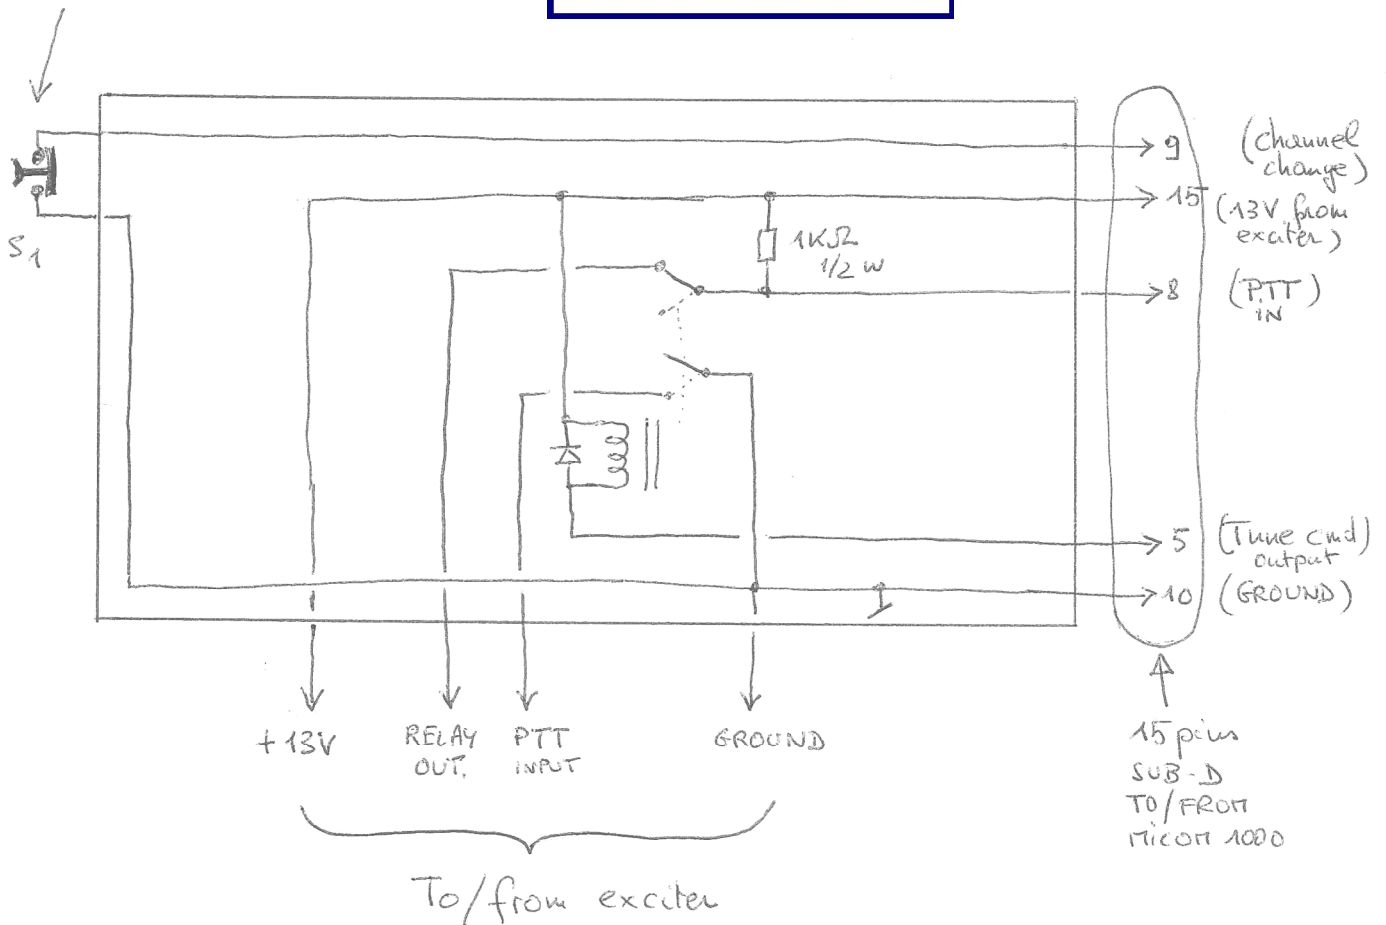 S1
9 (channel
change)
15 (13V from
exciter)
1KΩ
1/2 W
8 (PTT)
IN
5 (Tune cmd)
output
10 (GROUND)
+13V
RELAY
OUT.
PTT
INPUT
GROUND
15 pins
SUB-D
TO/FROM
MICOM 1000
To/from exciter